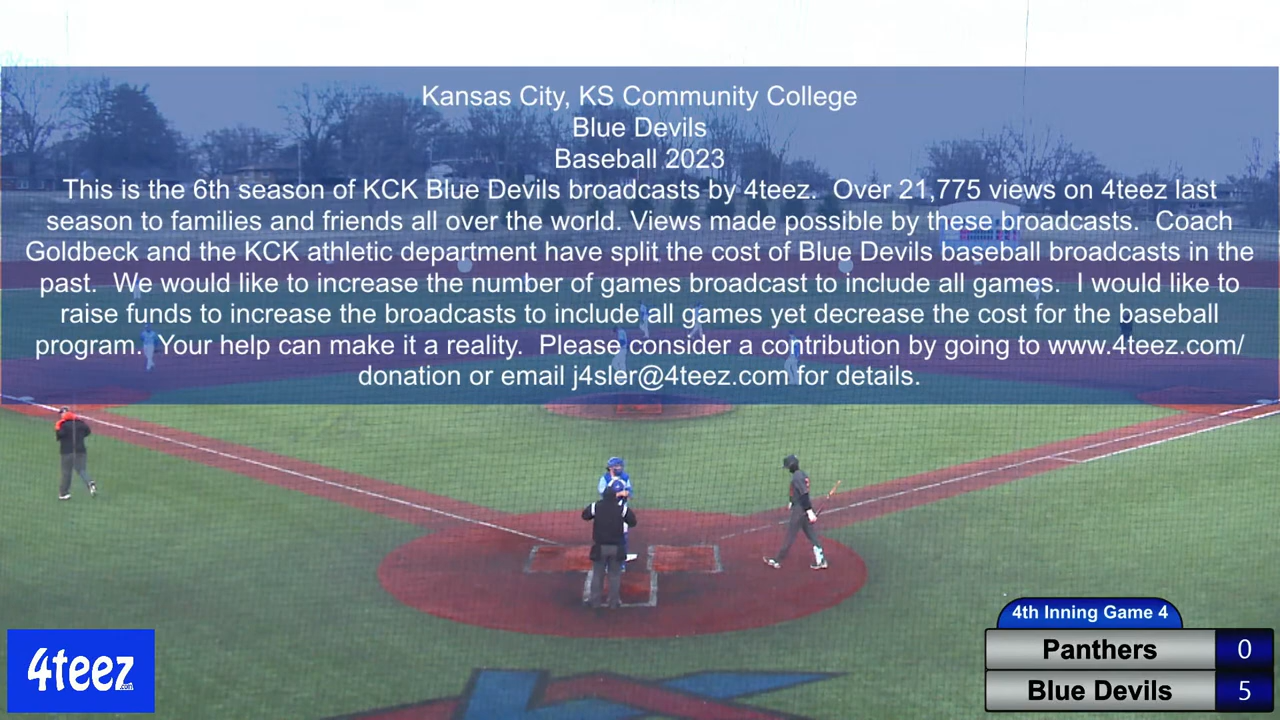 Kansas City, KS Community College
Blue Devils
Baseball 2023
This is the 6th season of KCK Blue Devils broadcasts by 4teez.  Over 21,775 views on 4teez last
season to families and friends all over the world. Views made possible by these broadcasts.  Coach
Goldbeck and the KCK athletic department have split the cost of Blue Devils baseball broadcasts in the
past.  We would like to increase the number of games broadcast to include all games.  I would like to
raise funds to increase the broadcasts to include all games yet decrease the cost for the baseball
program.  Your help can make it a reality.  Please consider a contribution by going to www.4teez.com/
donation or email j4sler@4teez.com for details.
4th Inning Game 4
Panthers 0
Blue Devils 5
4teez.com